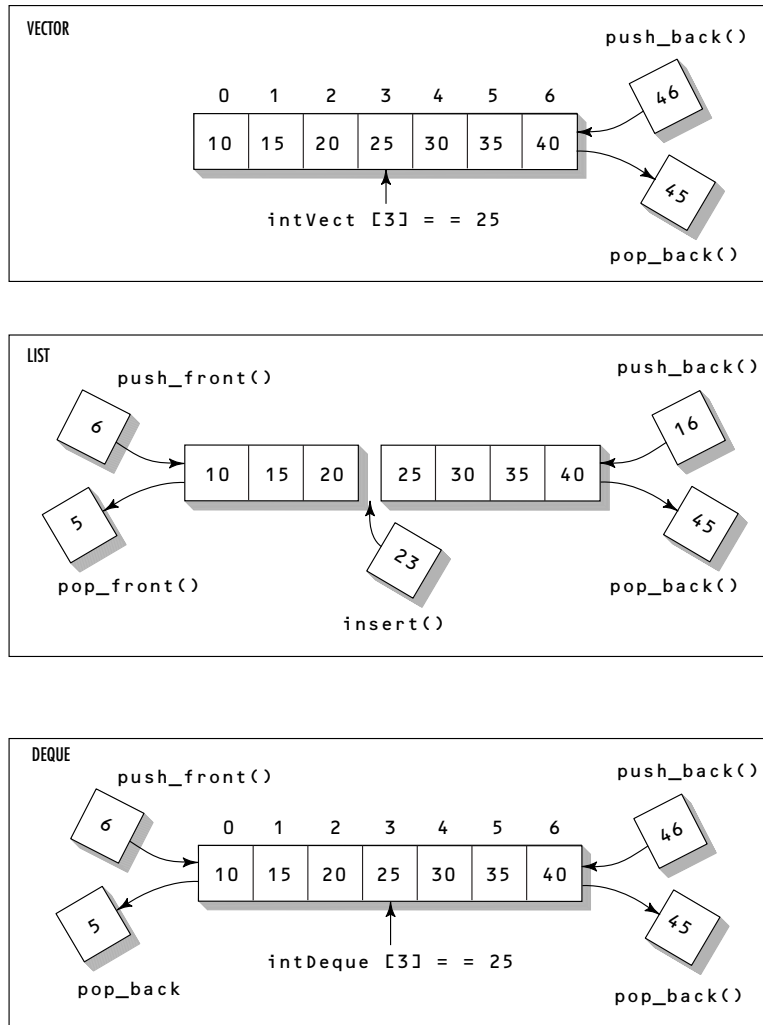 VECTOR
push_back()
46
0 1 2 3 4 5 6
10 15 20 25 30 35 40
45
intVect [3] = = 25
pop_back()
LIST
push_front()
push_back()
6
16
10 15 20 25 30 35 40
5
23
45
pop_front()
pop_back()
insert()
DEQUE
push_front()
push_back()
6
46
0 1 2 3 4 5 6
10 15 20 25 30 35 40
5
45
intDeque [3] = = 25
pop_back
pop_back()